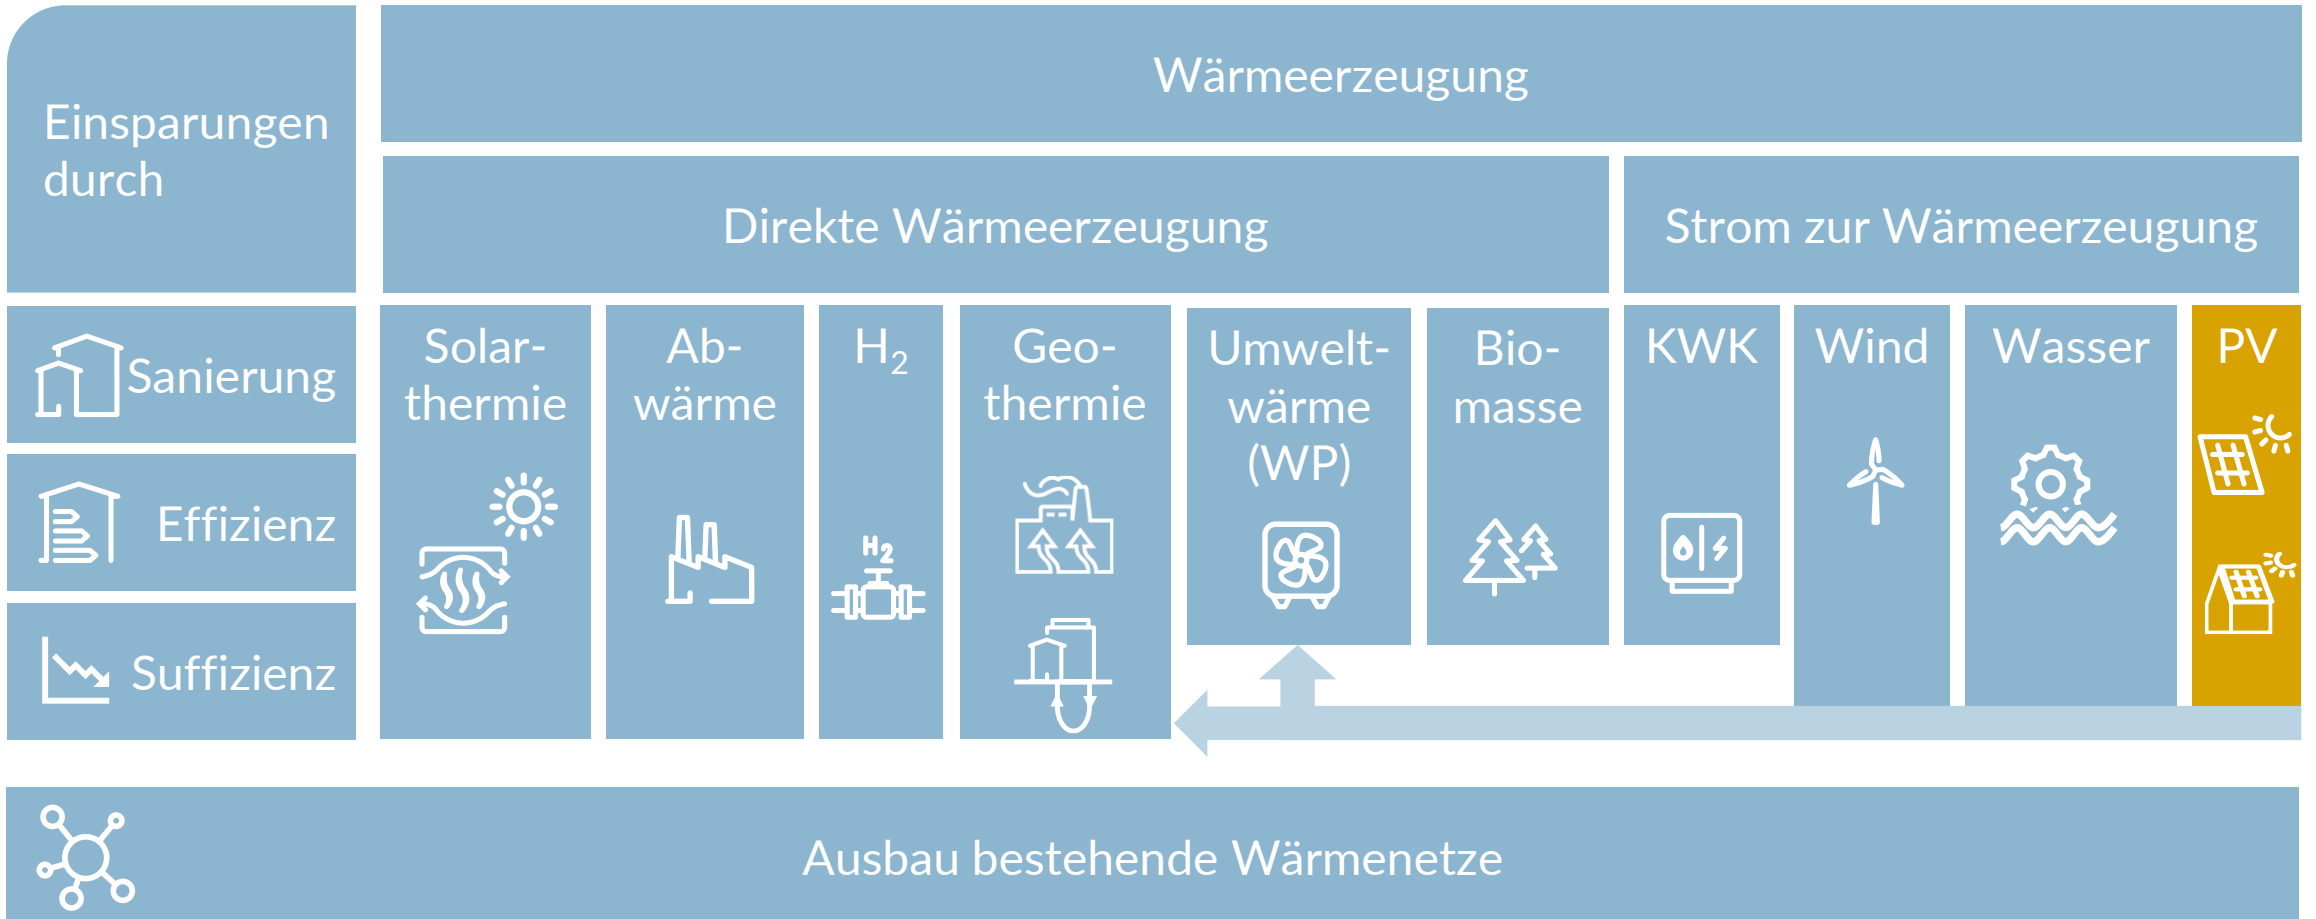 Einsparungen
durch
Sanierung
Effizienz
Suffizienz
Wärmeerzeugung
Direkte Wärmeerzeugung
Strom zur Wärmeerzeugung
Solar-
thermie
Ab-
wärme
H₂
H₂
Geo-
thermie
Umwelt-
wärme
(WP)
Bio-
masse
KWK
Wind
Wasser
PV
Ausbau bestehende Wärmenetze